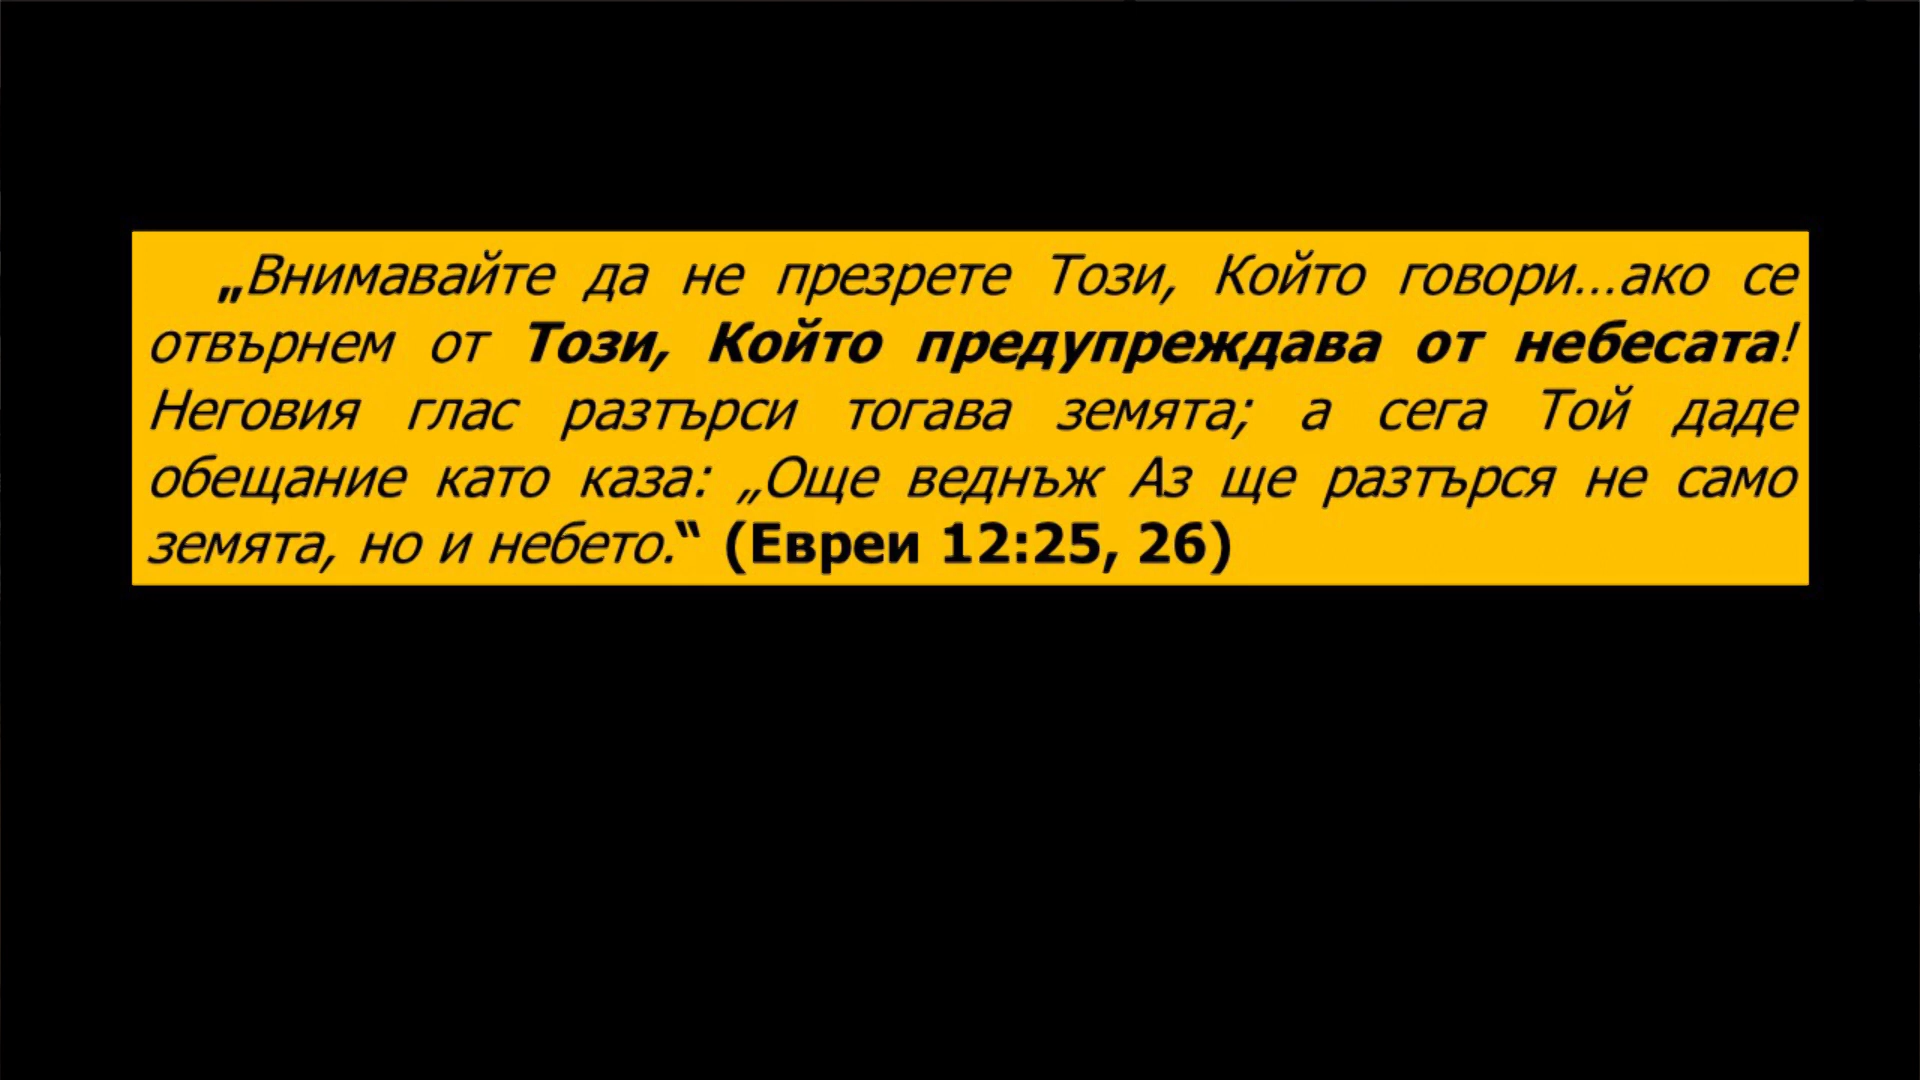 „Внимавайте да не презрете Този, Който говори...ако се
отвърнем от Този, Който предупреждава от небесата!
Неговия глас разтърси тогава земята; а сега Той даде
обещание като каза: „Още веднъж Аз ще разтърся не само
земята, но и небето.“ (Евреи 12:25, 26)